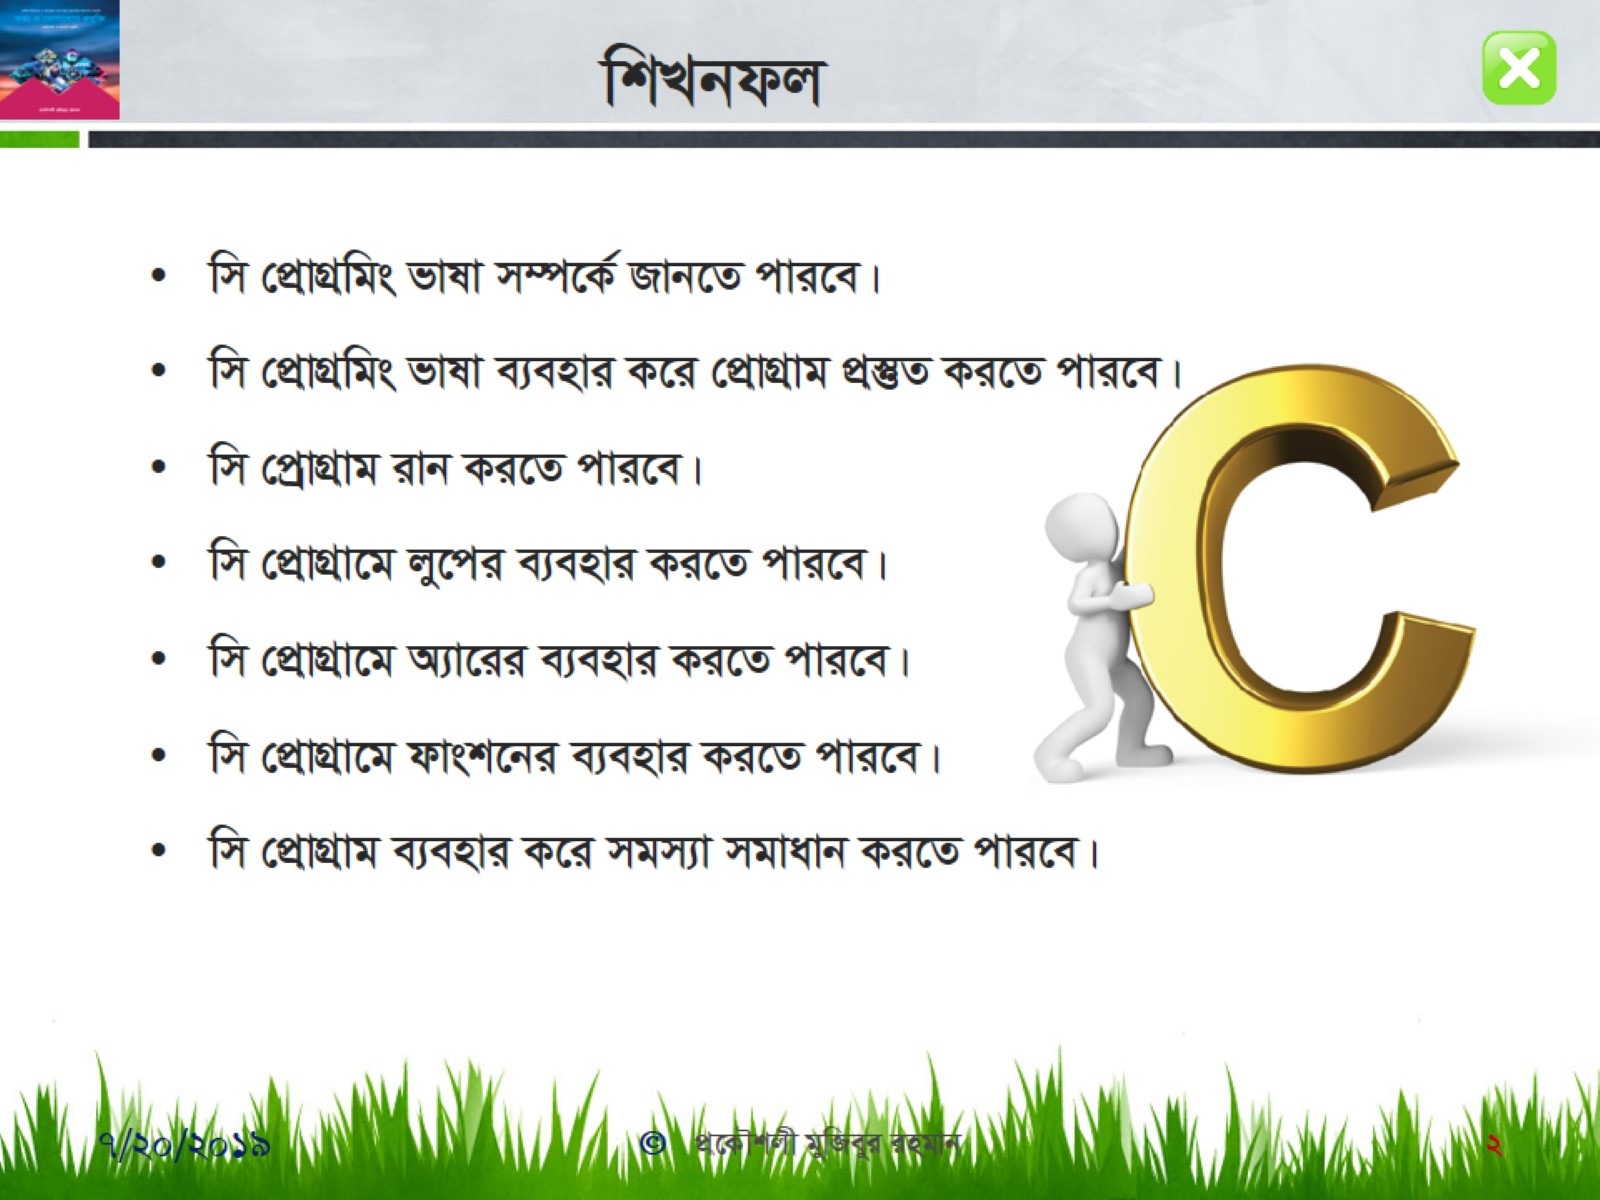 শিখনফল
• সি প্রোগ্রমিং ভাষা সম্পর্কে জানতে পারবে।
• সি প্রোগ্রমিং ভাষা ব্যবহার করে প্রোগ্রাম প্রস্তুত করতে পারবে।
• সি প্রোগ্রাম রান করতে পারবে।
• সি প্রোগ্রামে লুপের ব্যবহার করতে পারবে।
• সি প্রোগ্রামে অ্যারের ব্যবহার করতে পারবে।
• সি প্রোগ্রামে ফাংশনের ব্যবহার করতে পারবে।
• সি প্রোগ্রাম ব্যবহার করে সমস্যা সমাধান করতে পারবে।
C
৭/২০/২০১৯ © প্রকৌশলী মুজিবুর রহমান ২